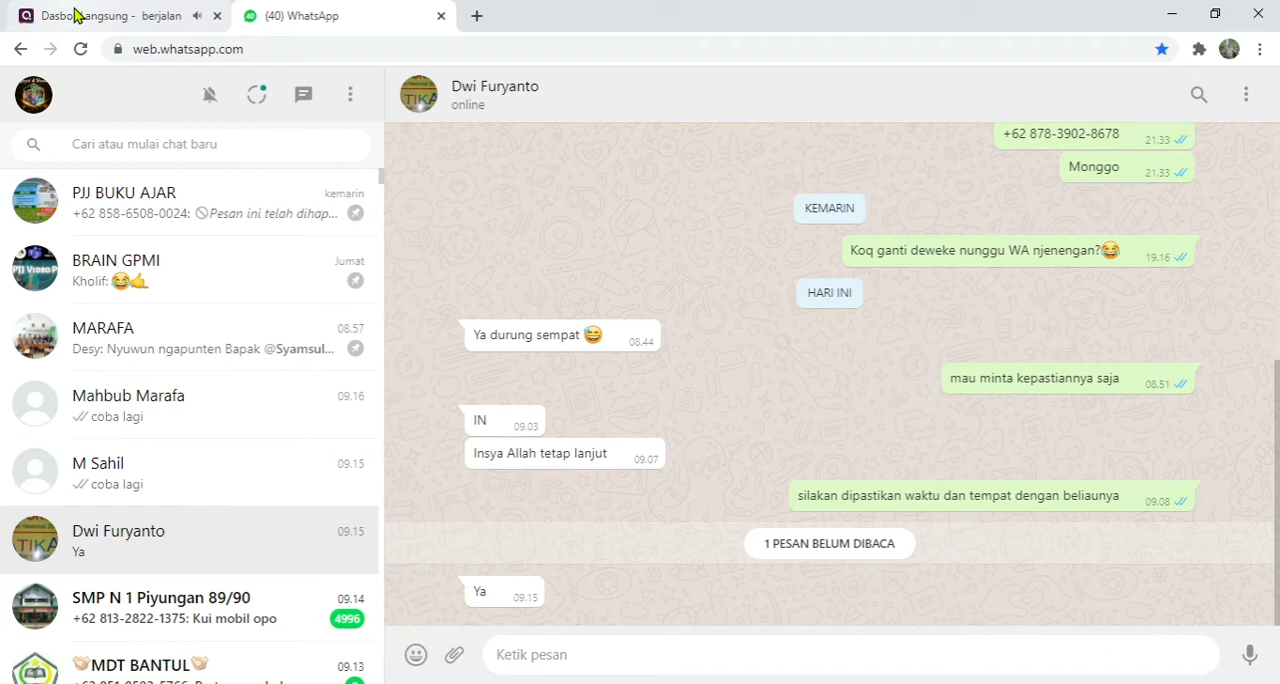 Dasbo angsung - berjalan
(40) WhatsApp
web.whatsapp.com
Dwi Furyanto
online
Cari atau mulai chat baru
PJJ BUKU AJAR
kemarin
+62 858-6508-0024: Pesan ini telah dihap...
BRAIN GPMI
Jumat
Kholif: 😂🤙
MARAFA
08.57
Desy: Nyuwun ngapunten Bapak @Syamsul...
Mahbub Marafa
09.16
coba lagi
M Sahil
09.15
coba lagi
Dwi Furyanto
09.15
Ya
SMP N 1 Piyungan 89/90
09.14
+62 813-2822-1375: Kui mobil opo
4996
👏🏻MDT BANTUL👏🏻
09.13
+62 878-3902-8678
21.33
Monggo
21.33
KEMARIN
Koq ganti deweke nunggu WA njenengan?😂
19.16
HARI INI
Ya durung sempat 😅
08.44
mau minta kepastiannya saja
08.51
IN
09.03
Insya Allah tetap lanjut
09.07
silakan dipastikan waktu dan tempat dengan beliaunya
09.08
1 PESAN BELUM DIBACA
Ya
09.15
Ketik pesan